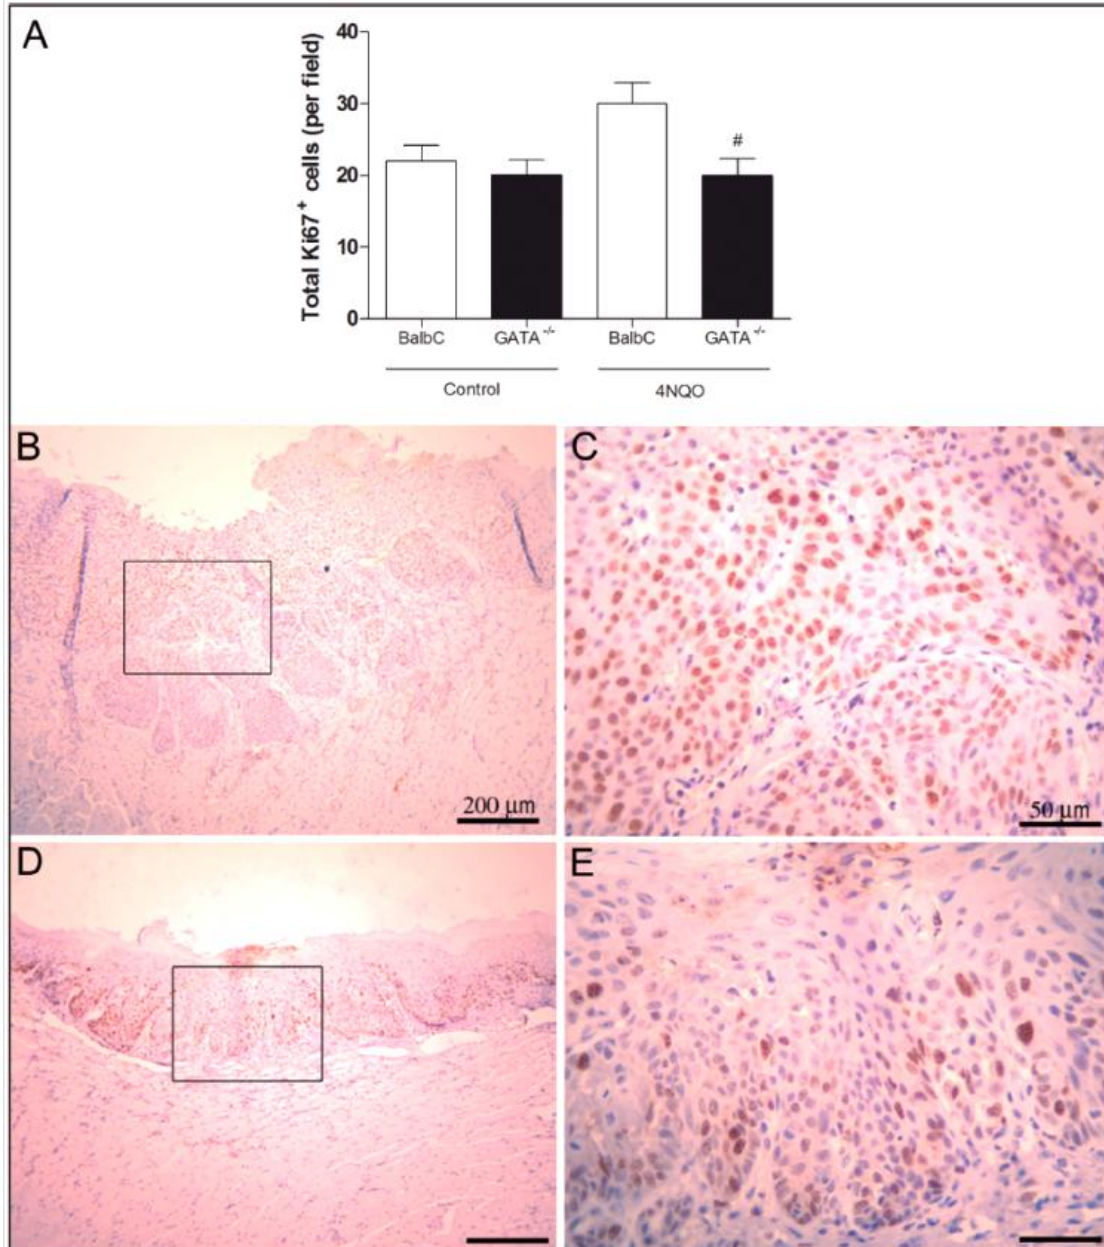 A
Total Ki67⁺ cells (per field)
40
30
20
10
0
#
BalbC GATA⁻/⁻ BalbC GATA⁻/⁻
Control 4NQO
B
200 µm
C
50 µm
D
E